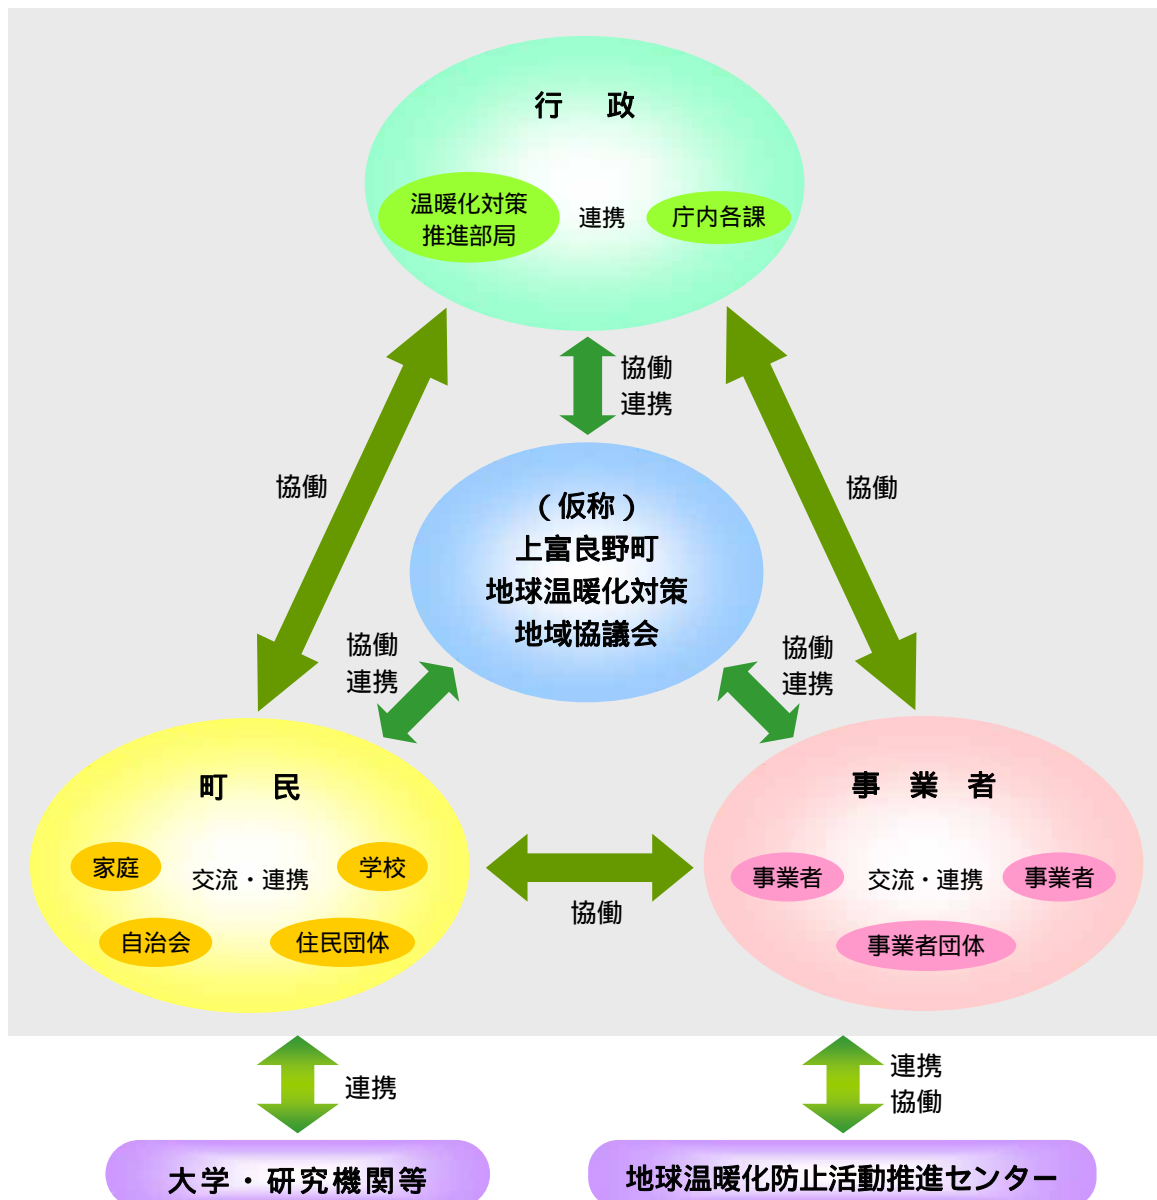 行　政
温暖化対策
推進部局
連携
庁内各課
協働
連携
協働
協働
（仮称）
上富良野町
地球温暖化対策
地域協議会
協働
連携
協働
連携
町　民
家庭
交流・連携
学校
自治会
住民団体
協働
事　業　者
事業者
交流・連携
事業者
事業者団体
連携
連携
協働
大学・研究機関等
地球温暖化防止活動推進センター